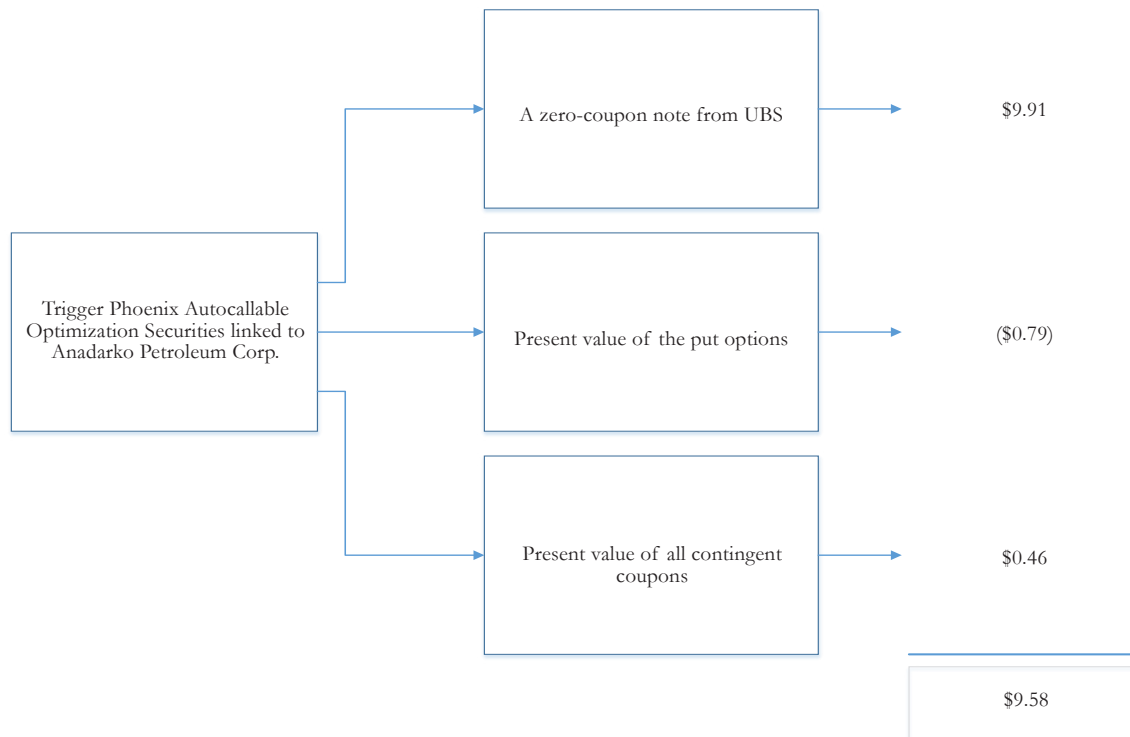 A zero-coupon note from UBS
$9.91
Trigger Phoenix Autocallable
Optimization Securities linked to
Anadarko Petroleum Corp.
Present value of the put options
($0.79)
Present value of all contingent
coupons
$0.46
$9.58